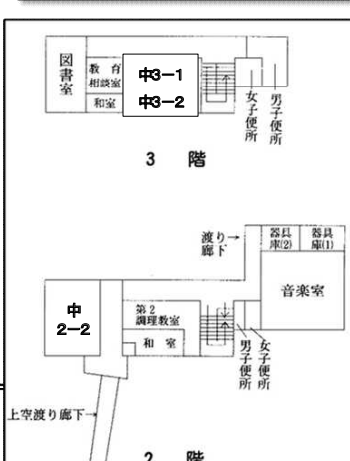 図書室
教育
相談室
和室
中3-1
中3-2
女子便所
男子便所
3 階
渡り→
廊下
器具
庫(2)
器具
庫(1)
音楽室
中
2-2
第2
調理教室
和 室
男子便所
女子便所
上空渡り廊下→
2 階